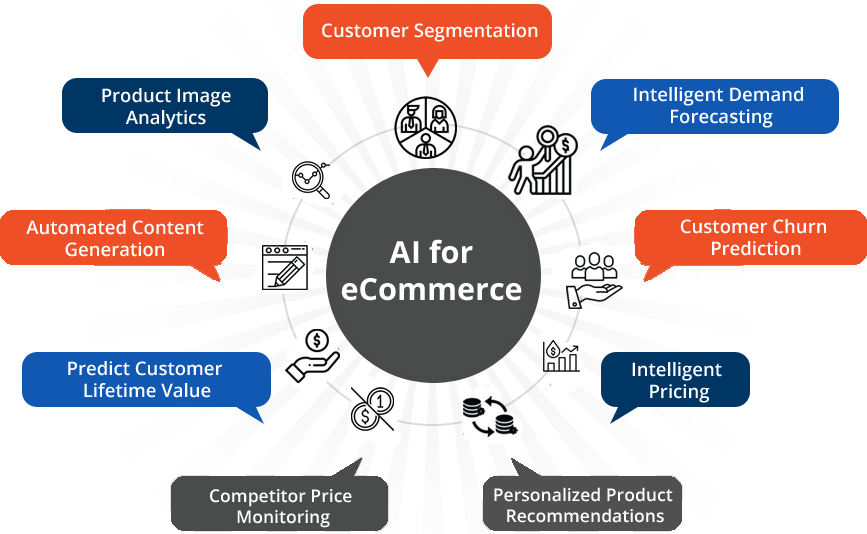 Customer Segmentation
Product Image
Analytics
Intelligent Demand
Forecasting
Automated Content
Generation
AI for
eCommerce
Customer Churn
Prediction
Predict Customer
Lifetime Value
Intelligent
Pricing
Competitor Price
Monitoring
Personalized Product
Recommendations
$
$
$
1